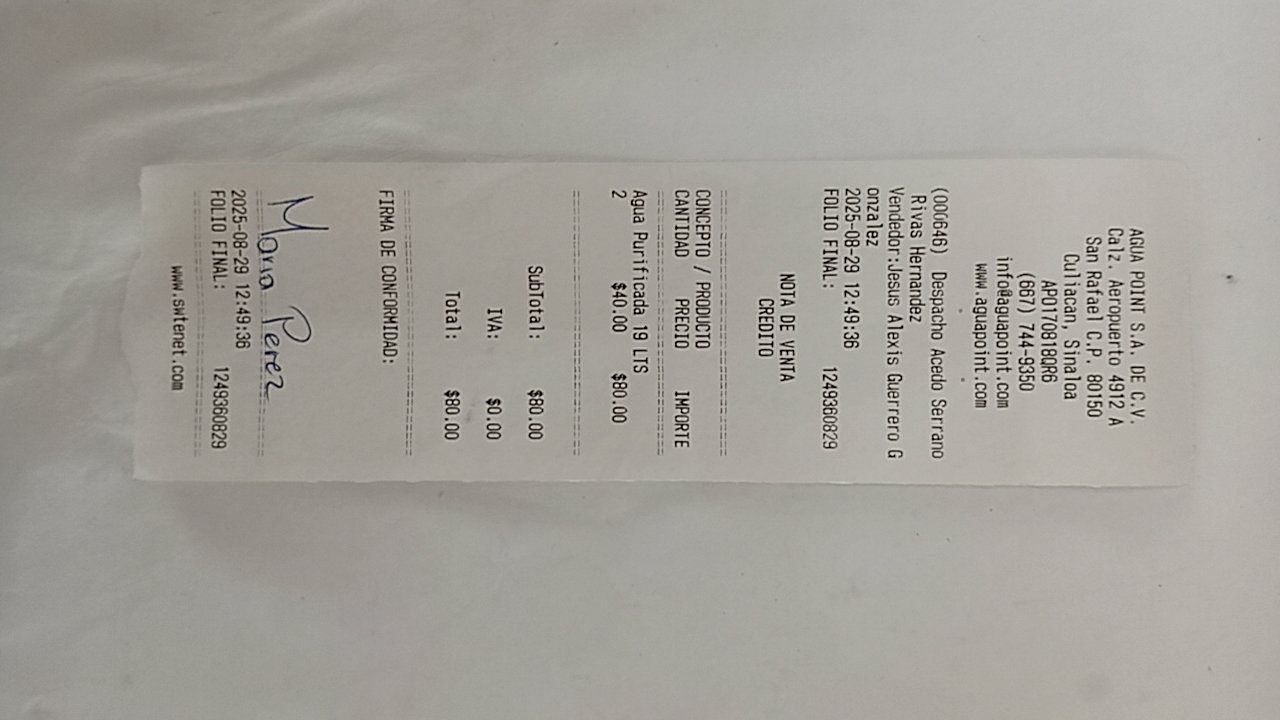 AGUA POINT S.A. DE C.V.
Calz. Aeropuerto 4912 A
San Rafael C.P. 80150
Culiacan, Sinaloa
APO170818QR6
(667) 744-9350
info@aguapoint.com
www.aguapoint.com
(000646) Despacho Acedo Serrano
Rivas Hernandez
Vendedor:Jesus Alexis Guerrero G
onzalez
2025-08-29 12:49:36
FOLIO FINAL: 1249360829
NOTA DE VENTA
CREDITO
CONCEPTO / PRODUCTO
CANTIDAD PRECIO IMPORTE
Agua Purificada 19 LTS
2 $40.00 $80.00
SubTotal: $80.00
IVA: $0.00
Total: $80.00
FIRMA DE CONFORMIDAD:
Maria Perez
2025-08-29 12:49:36
FOLIO FINAL: 1249360829
www.swtenet.com